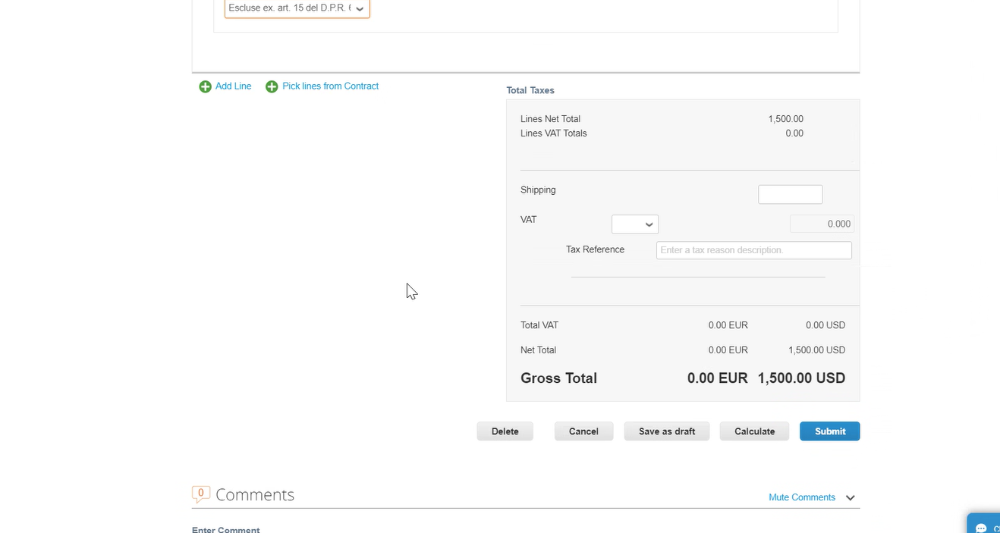 Escluse ex. art. 15 del D.P.R. 6
Add Line Pick lines from Contract
Total Taxes
Lines Net Total 1,500.00
Lines VAT Totals 0.00
Shipping
VAT 0.000
Tax Reference Enter a tax reason description.
Total VAT 0.00 EUR 0.00 USD
Net Total 0.00 EUR 1,500.00 USD
Gross Total 0.00 EUR 1,500.00 USD
Delete Cancel Save as draft Calculate Submit
0 Comments Mute Comments
Enter Comment